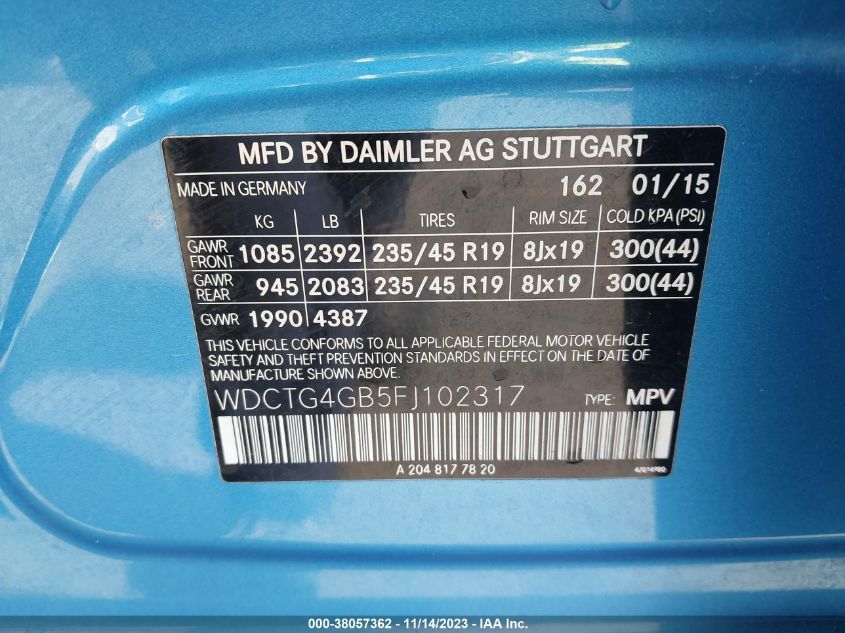 MFD BY DAIMLER AG STUTTGART
MADE IN GERMANY 162 01/15
KG LB TIRES RIM SIZE COLD KPA (PSI)
GAWR FRONT 1085 2392 235/45 R19 8Jx19 300(44)
GAWR REAR 945 2083 235/45 R19 8Jx19 300(44)
GVWR 1990 4387
THIS VEHICLE CONFORMS TO ALL APPLICABLE FEDERAL MOTOR VEHICLE
SAFETY AND THEFT PREVENTION STANDARDS IN EFFECT ON THE DATE OF
MANUFACTURE SHOWN ABOVE.
WDCTG4GB5FJ102317 TYPE: MPV
A 204 817 78 20
000-38057362 - 11/14/2023 - IAA Inc.